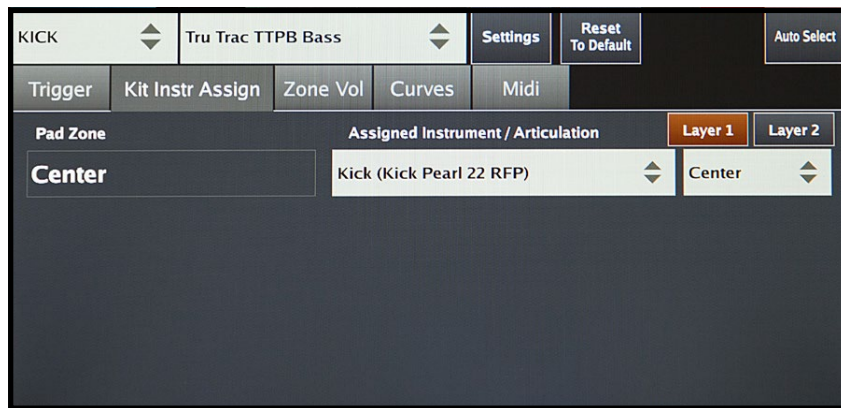 KICK
Tru Trac TTPB Bass
Settings
Reset
To Default
Auto Select
Trigger
Kit Instr Assign
Zone Vol
Curves
Midi
Pad Zone
Assigned Instrument / Articulation
Layer 1
Layer 2
Center
Kick (Kick Pearl 22 RFP)
Center